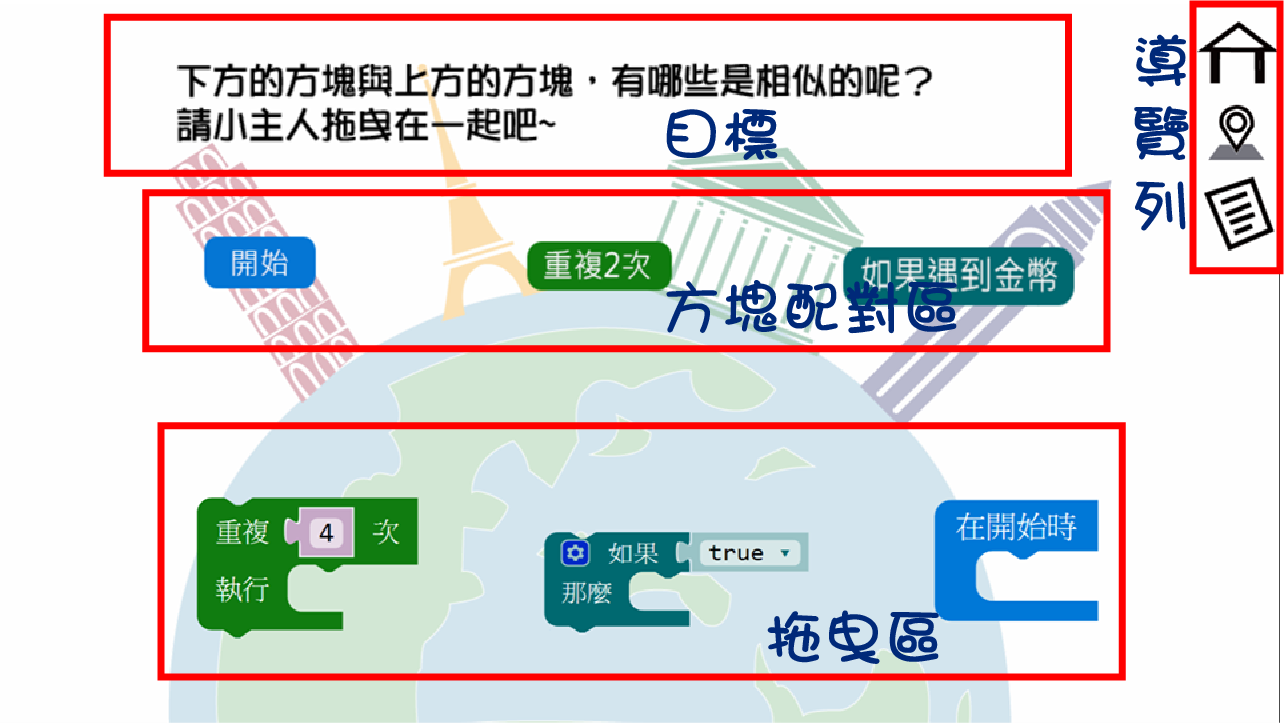 下方的方塊與上方的方塊，有哪些是相似的呢？
請小主人拖曳在一起吧~
目標
導覽列
開始
重複2次
如果遇到金幣
方塊配對區
重複 4 次
執行
如果 true
那麼
在開始時
拖曳區